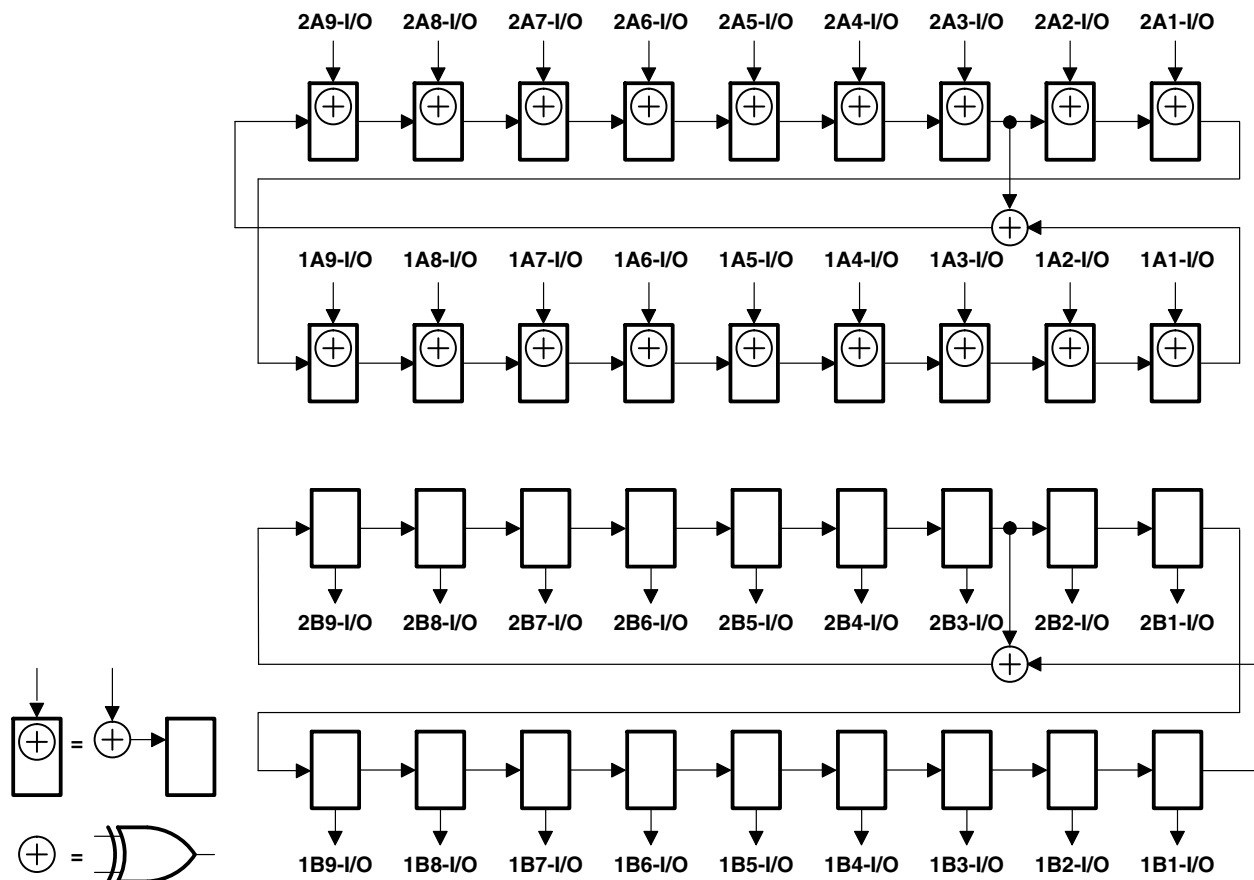 2A9-I/O 2A8-I/O 2A7-I/O 2A6-I/O 2A5-I/O 2A4-I/O 2A3-I/O 2A2-I/O 2A1-I/O
1A9-I/O 1A8-I/O 1A7-I/O 1A6-I/O 1A5-I/O 1A4-I/O 1A3-I/O 1A2-I/O 1A1-I/O
2B9-I/O 2B8-I/O 2B7-I/O 2B6-I/O 2B5-I/O 2B4-I/O 2B3-I/O 2B2-I/O 2B1-I/O
=
=
1B9-I/O 1B8-I/O 1B7-I/O 1B6-I/O 1B5-I/O 1B4-I/O 1B3-I/O 1B2-I/O 1B1-I/O